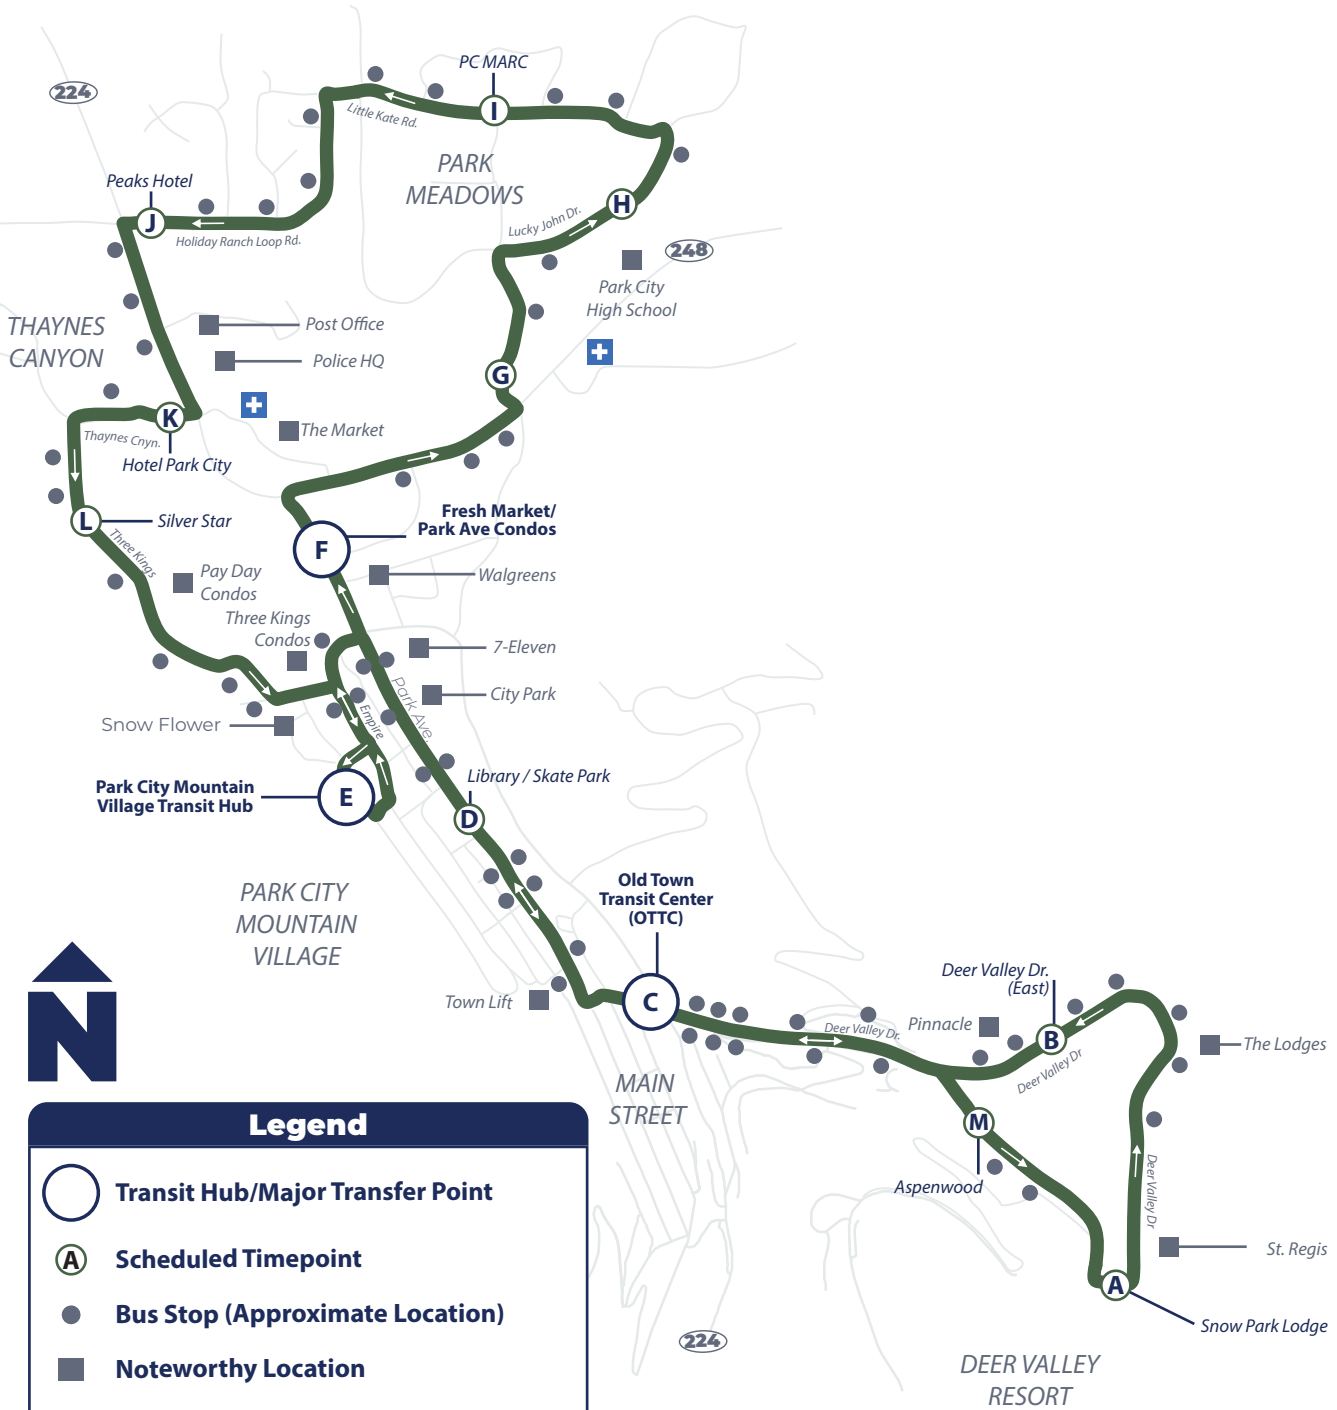 PC MARC
224
I
Little Kate Rd.
PARK
MEADOWS
Peaks Hotel
J
Holiday Ranch Loop Rd.
H
Lucky John Dr.
248
Park City
High School
THAYNES
CANYON
Post Office
Police HQ
G
K
Thaynes Cnyn.
The Market
Hotel Park City
L
Silver Star
Three Kings
Fresh Market/
Park Ave Condos
F
Pay Day
Condos
Walgreens
Three Kings
Condos
7-Eleven
City Park
Park Ave.
Empire
Snow Flower
Park City Mountain
Village Transit Hub
E
Library / Skate Park
D
PARK CITY
MOUNTAIN
VILLAGE
Old Town
Transit Center
(OTTC)
Town Lift
C
Deer Valley Dr.
(East)
Deer Valley Dr.
Pinnacle
B
Deer Valley Dr
The Lodges
N
MAIN
STREET
M
Aspenwood
Deer Valley Dr
St. Regis
A
Snow Park Lodge
224
DEER VALLEY
RESORT
Legend
Transit Hub/Major Transfer Point
A
Scheduled Timepoint
Bus Stop (Approximate Location)
Noteworthy Location